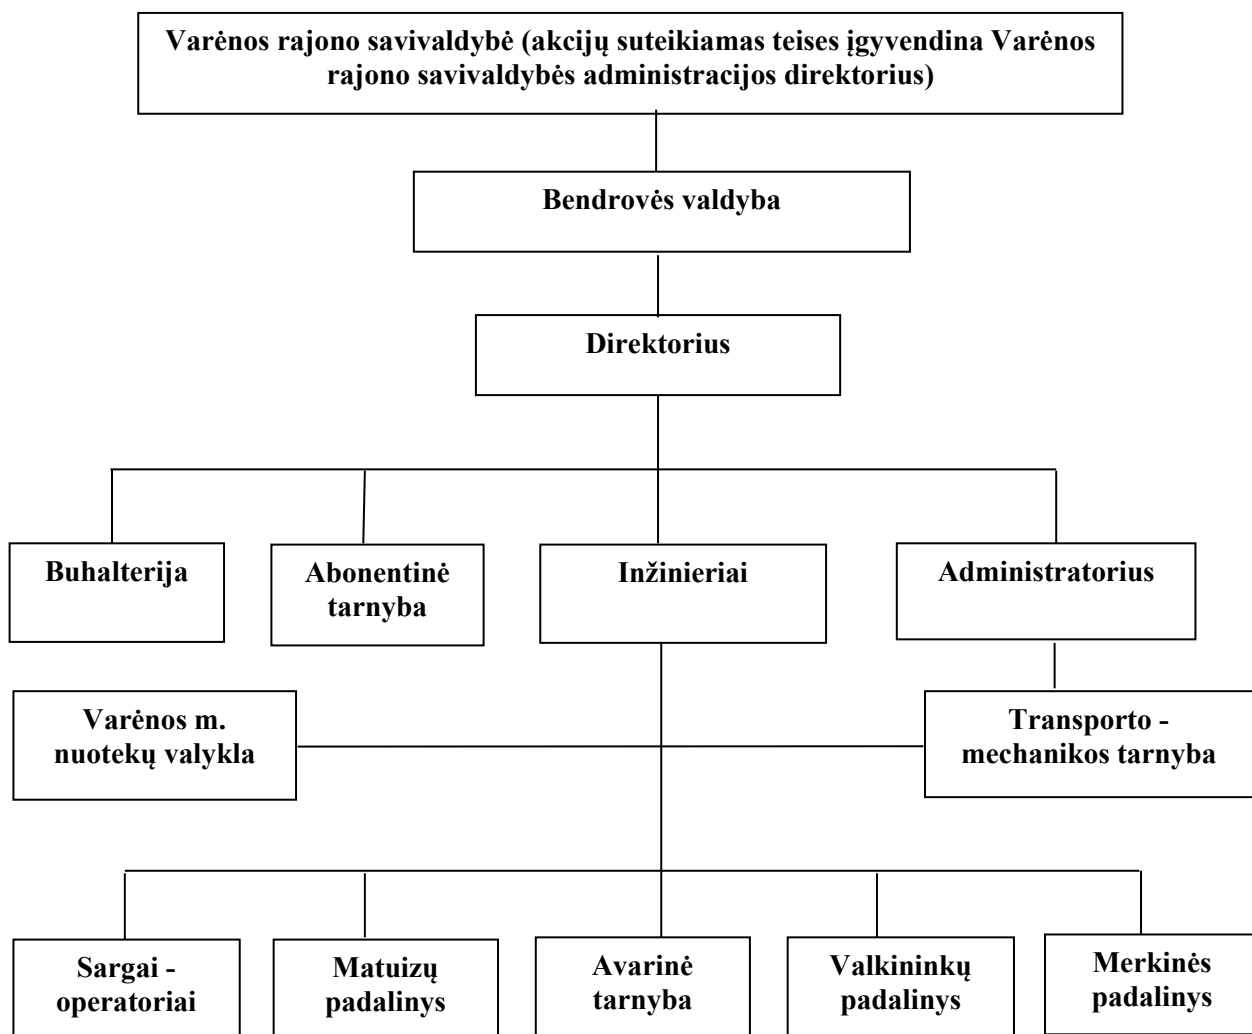 Varėnos rajono savivaldybė (akcijų suteikiamas teises įgyvendina Varėnos
rajono savivaldybės administracijos direktorius)
Bendrovės valdyba
Direktorius
Buhalterija
Abonentinė
tarnyba
Inžinieriai
Administratorius
Varėnos m.
nuotekų valykla
Transporto -
mechanikos tarnyba
Sargai -
operatoriai
Matuizų
padalinys
Avarinė
tarnyba
Valkininkų
padalinys
Merkinės
padalinys